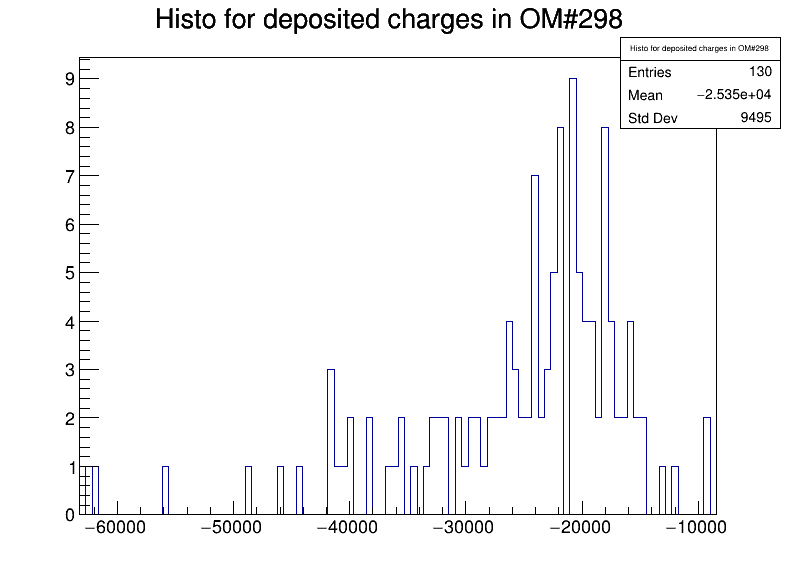 Histo for deposited charges in OM#298
Histo for deposited charges in OM#298
Entries 130
Mean −2.535e+04
Std Dev 9495
9
8
7
6
5
4
3
2
1
0
−60000 −50000 −40000 −30000 −20000 −10000